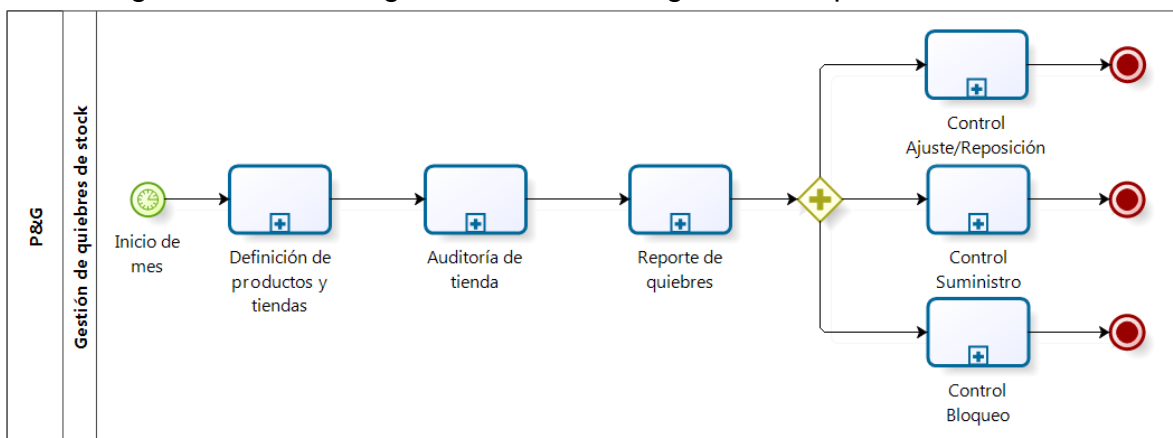 P&G
Gestión de quiebres de stock
Inicio de
mes
Definición de
productos y
tiendas
Auditoría de
tienda
Reporte de
quiebres
Control
Ajuste/Reposición
Control
Suministro
Control
Bloqueo